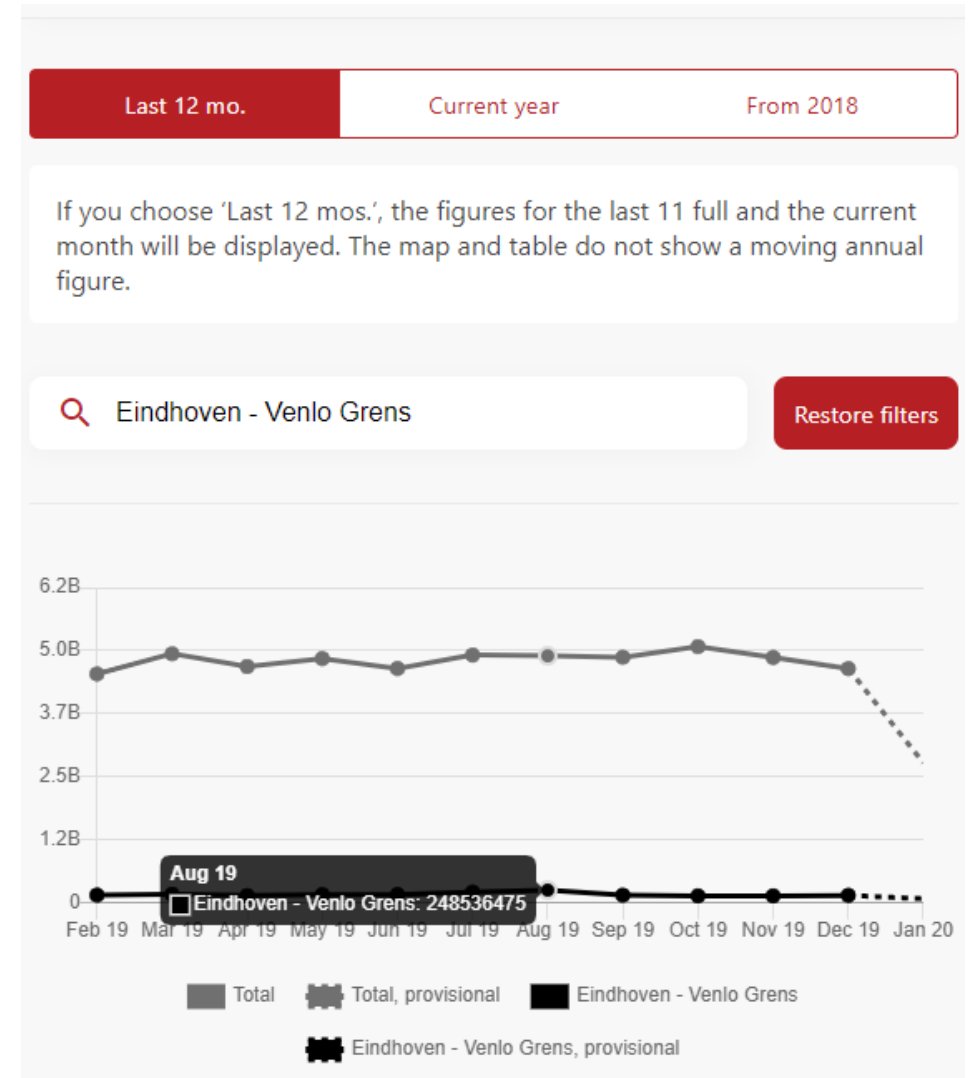 Last 12 mo. Current year From 2018
If you choose ‘Last 12 mos.’, the figures for the last 11 full and the current
month will be displayed. The map and table do not show a moving annual
figure.
Eindhoven - Venlo Grens Restore filters
6.2B
5.0B
3.7B
2.5B
1.2B
Aug 19
Eindhoven - Venlo Grens: 248536475
0
Feb 19 Mar 19 Apr 19 May 19 Jun 19 Jul 19 Aug 19 Sep 19 Oct 19 Nov 19 Dec 19 Jan 20
Total Total, provisional Eindhoven - Venlo Grens
Eindhoven - Venlo Grens, provisional